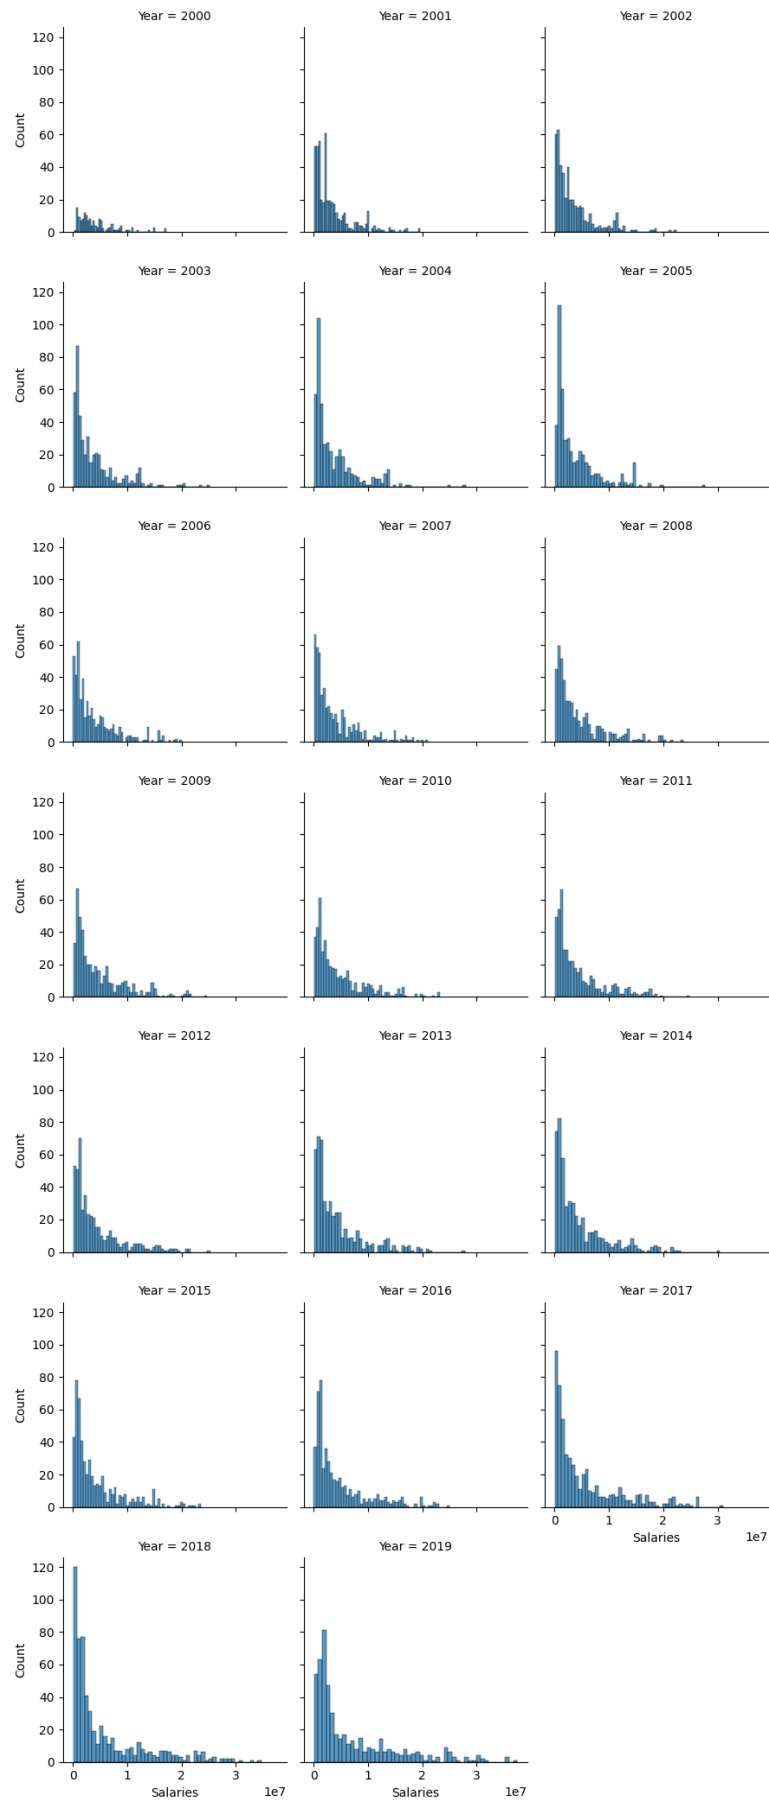 Year = 2000 Year = 2001 Year = 2002
120
100
80
60
40
20
0
Count
Year = 2003 Year = 2004 Year = 2005
120
100
80
60
40
20
0
Count
Year = 2006 Year = 2007 Year = 2008
120
100
80
60
40
20
0
Count
Year = 2009 Year = 2010 Year = 2011
120
100
80
60
40
20
0
Count
Year = 2012 Year = 2013 Year = 2014
120
100
80
60
40
20
0
Count
Year = 2015 Year = 2016 Year = 2017
120
100
80
60
40
20
0
Count
0 1 2 3
Salaries 1e7
Year = 2018 Year = 2019
120
100
80
60
40
20
0
Count
0 1 2 3 0 1 2 3
Salaries 1e7 Salaries 1e7